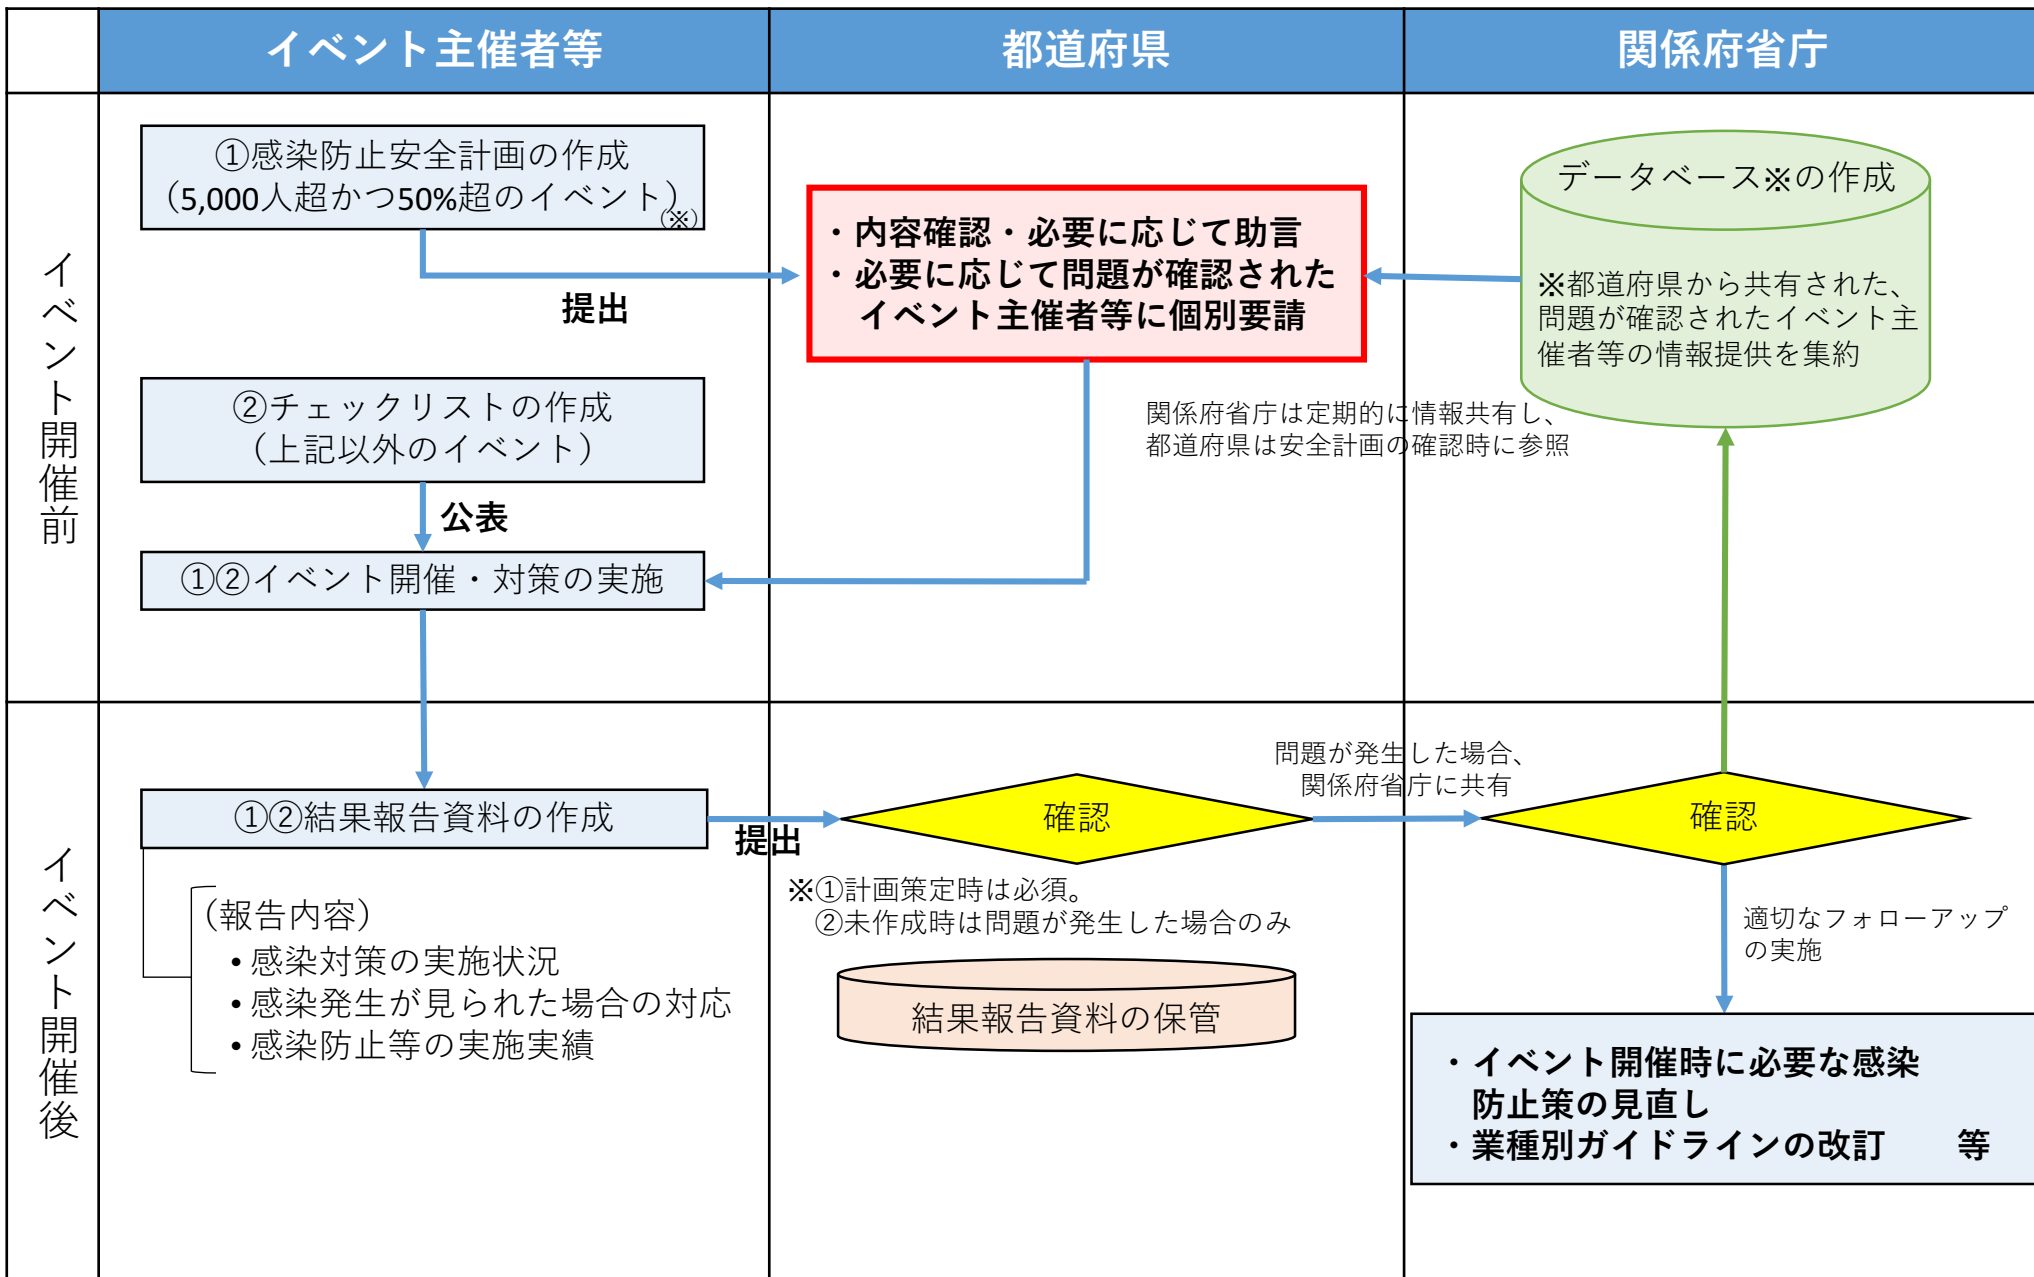 イベント主催者等
都道府県
関係府省庁
イベント開催前
①感染防止安全計画の作成
（5,000人超かつ50%超のイベント）
（※）
提出
・内容確認・必要に応じて助言
・必要に応じて問題が確認された
イベント主催者等に個別要請
データベース※の作成
※都道府県から共有された、
問題が確認されたイベント主
催者等の情報提供を集約
関係府省庁は定期的に情報共有し、
都道府県は安全計画の確認時に参照
②チェックリストの作成
（上記以外のイベント）
公表
①②イベント開催・対策の実施
イベント開催後
①②結果報告資料の作成
提出
確認
問題が発生した場合、
関係府省庁に共有
確認
（報告内容）
• 感染対策の実施状況
• 感染発生が見られた場合の対応
• 感染防止等の実施実績
※①計画策定時は必須。
②未作成時は問題が発生した場合のみ
結果報告資料の保管
適切なフォローアップ
の実施
・イベント開催時に必要な感染
防止策の見直し
・業種別ガイドラインの改訂　　等